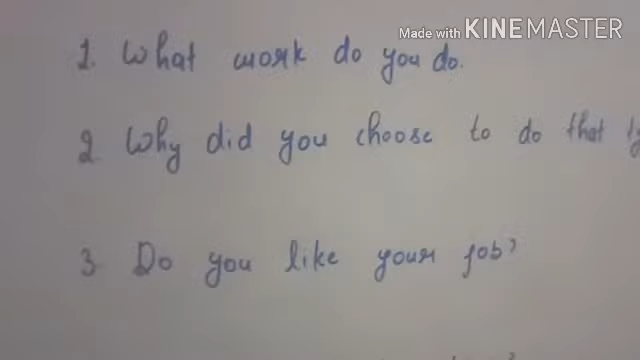 Made with KINEMASTER
1. What work do you do.
2. Why did you choose to do that
3. Do you like your job?